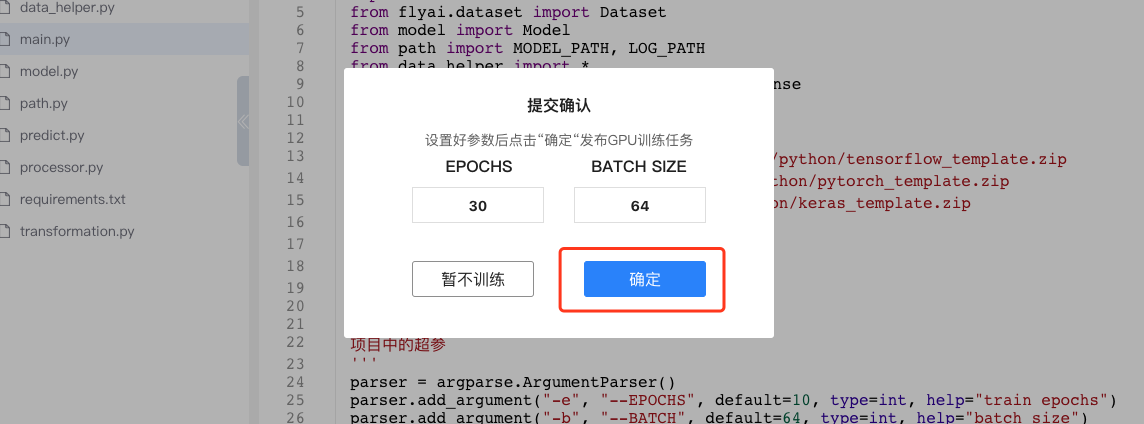 data_helper.py
main.py
model.py
path.py
predict.py
processor.py
requirements.txt
transformation.py
5 from flyai.dataset import Dataset
6 from model import Model
7 from path import MODEL_PATH, LOG_PATH
8 from data_helper import *
9 nse
10
11
12
13 /python/tensorflow_template.zip
14 hon/pytorch_template.zip
15 n/keras_template.zip
16
17
18
19
20
21
22 项目中的超参
23 '''
24 parser = argparse.ArgumentParser()
25 parser.add_argument("-e", "--EPOCHS", default=10, type=int, help="train epochs")
26 parser.add_argument("-b", "--BATCH", default=64, type=int, help="batch size")
提交确认
设置好参数后点击“确定“发布GPU训练任务
EPOCHS BATCH SIZE
30 64
暂不训练 确定